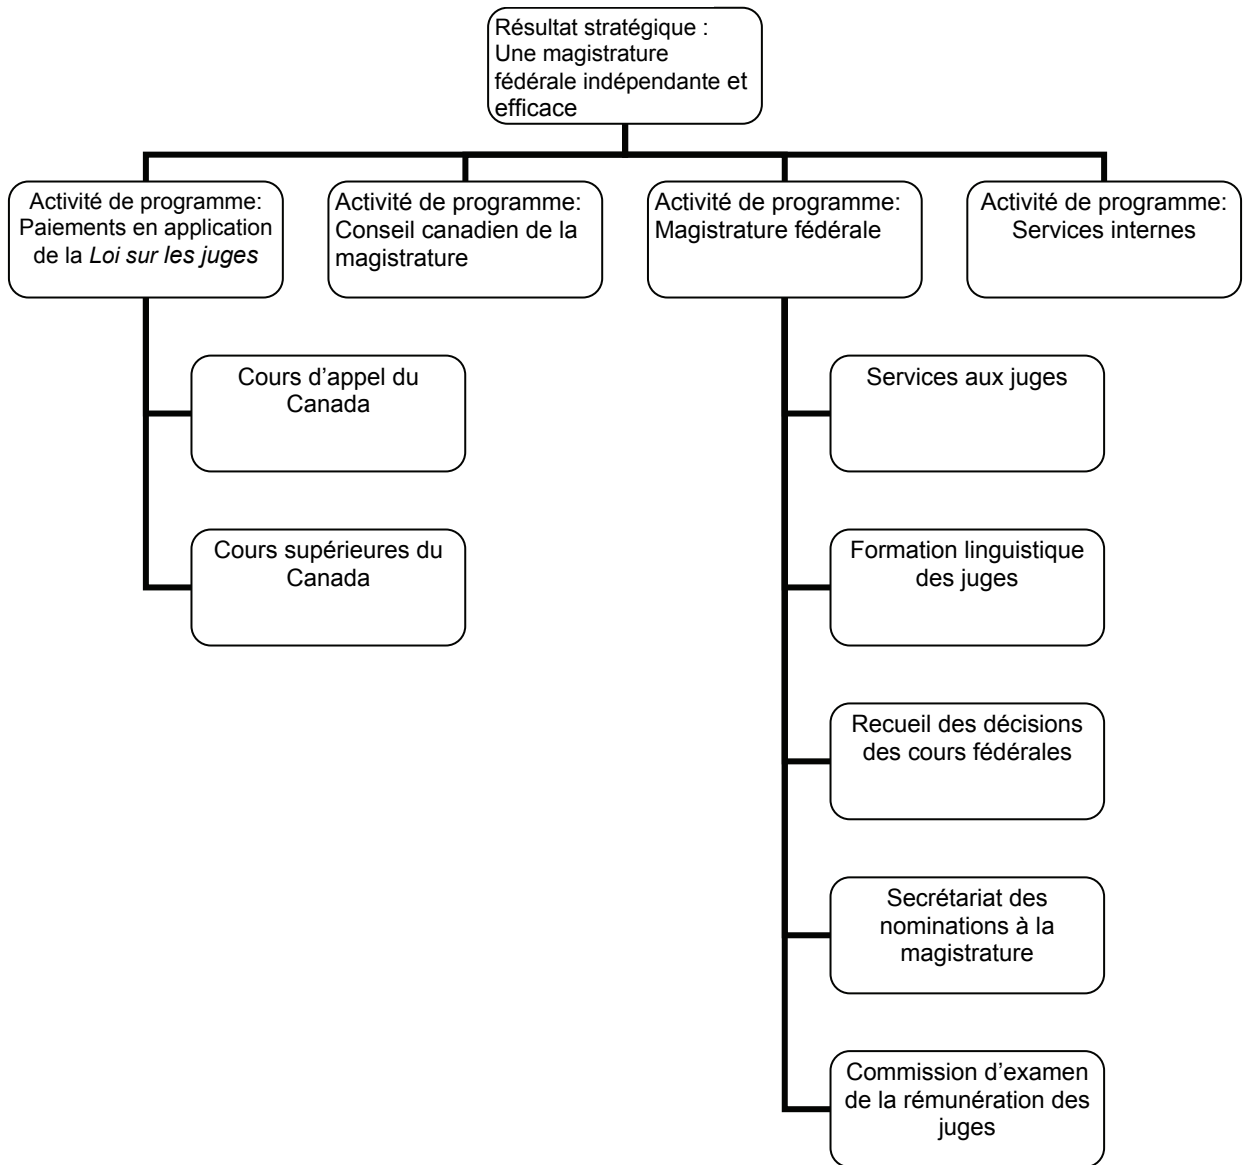 Résultat stratégique :
Une magistrature
fédérale indépendante et
efficace
Activité de programme:
Paiements en application
de la Loi sur les juges
Activité de programme:
Conseil canadien de la
magistrature
Activité de programme:
Magistrature fédérale
Activité de programme:
Services internes
Cours d’appel du
Canada
Cours supérieures du
Canada
Services aux juges
Formation linguistique
des juges
Recueil des décisions
des cours fédérales
Secrétariat des
nominations à la
magistrature
Commission d’examen
de la rémunération des
juges